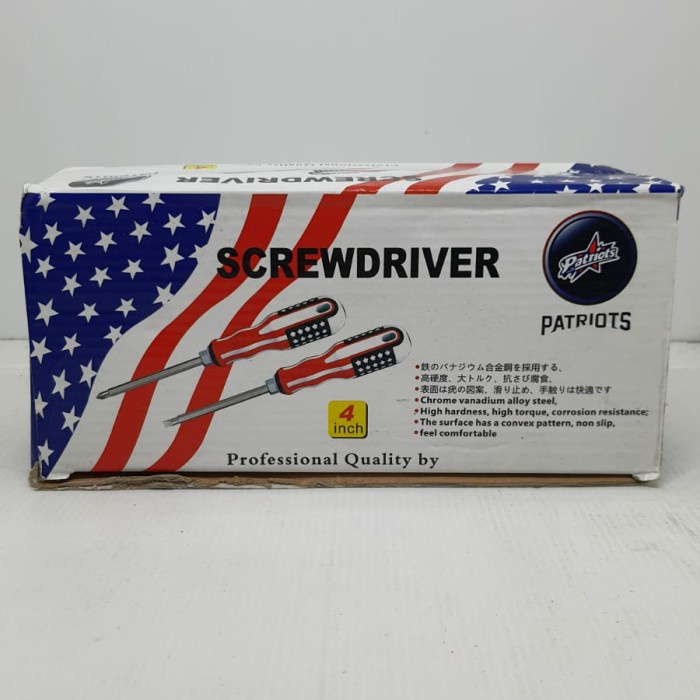 SCREWDRIVER
4
SCREWDRIVER
Patriots
PATRIOTS
•鉄のバナジウム合金鋼を採用する、
•高硬度、大トルク、抗さび腐食。
•表面は疣の図案、滑り止め、手触りは快適です
•Chrome vanadium alloy steel,
•High hardness, high torque, corrosion resistance;
•The surface has a convex pattern, non slip,
•feel comfortable
4
inch
Professional Quality by